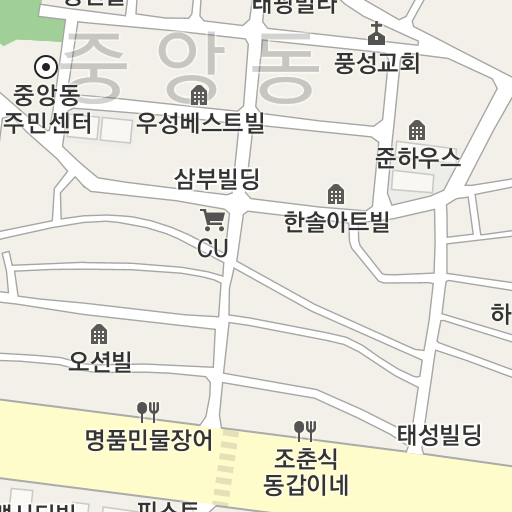 태광빌라
중앙동
풍성교회
중앙동
주민센터
우성베스트빌
준하우스
삼부빌딩
한솔아트빌
CU
하
오션빌
명품민물장어
태성빌딩
조춘식
동갑이네